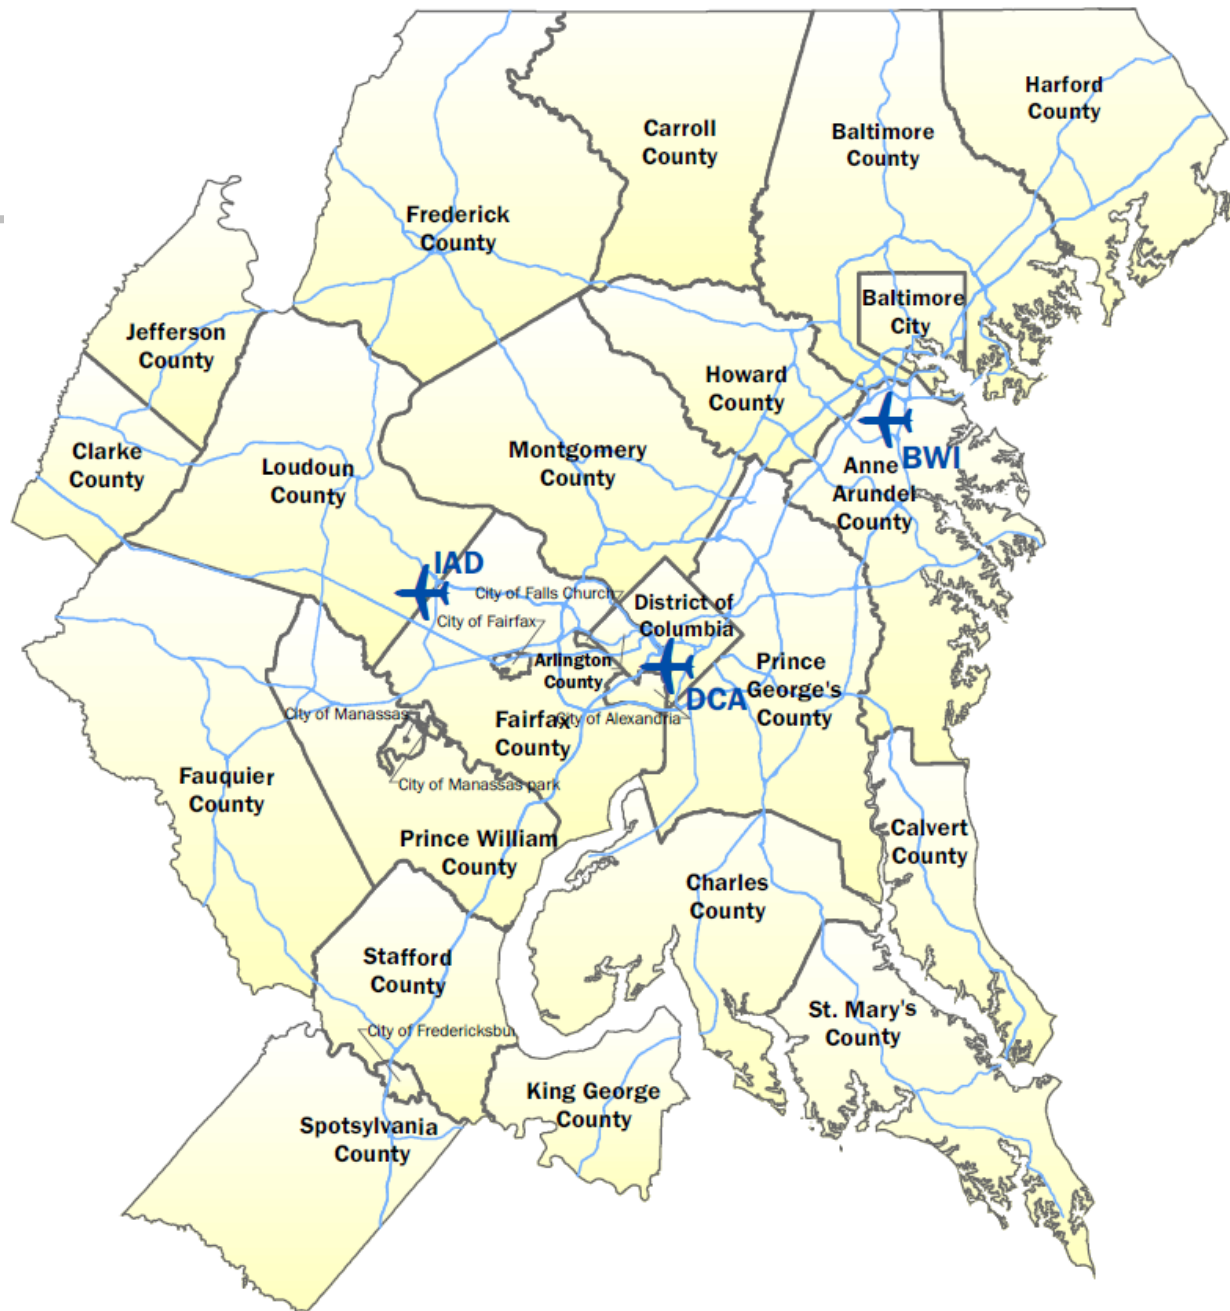 Harford
County
Carroll
County
Baltimore
County
Frederick
County
Baltimore
City
Jefferson
County
Howard
County
Clarke
County
Loudoun
County
Montgomery
County
BWI
Anne
Arundel
County
IAD
City of Falls Church
District of
Columbia
City of Fairfax
Arlington
County
Prince
George's
County
DCA
City of Manassas
Fairfax
County
City of Alexandria
Fauquier
County
City of Manassas park
Prince William
County
Calvert
County
Charles
County
Stafford
County
St. Mary's
County
City of Fredericksbur
King George
County
Spotsylvania
County